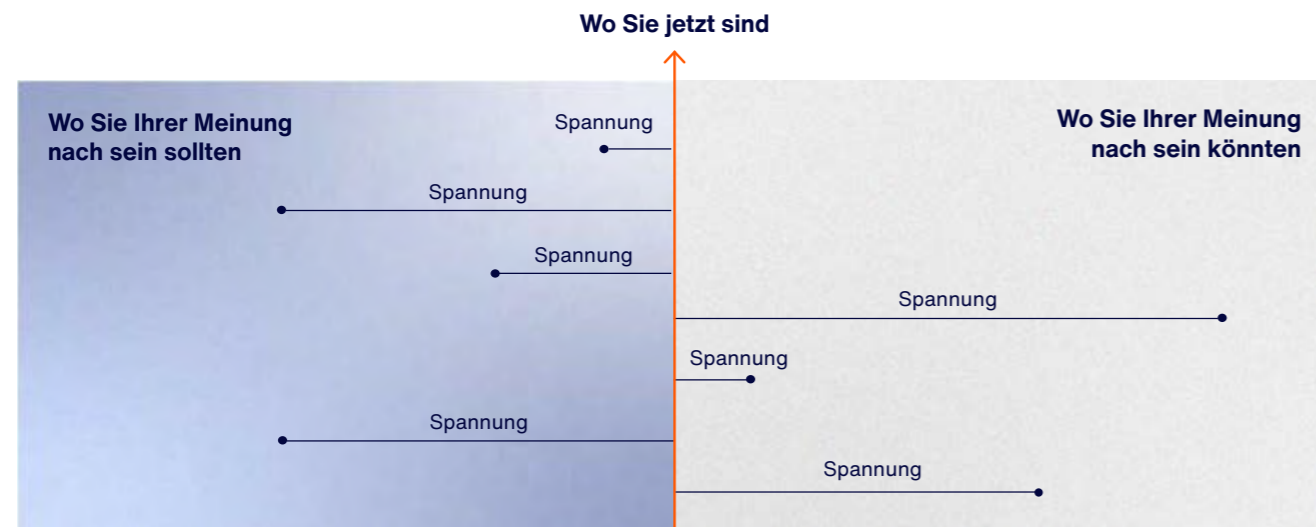 Wo Sie jetzt sind
Wo Sie Ihrer Meinung
nach sein sollten
Wo Sie Ihrer Meinung
nach sein könnten
Spannung
Spannung
Spannung
Spannung
Spannung
Spannung
Spannung